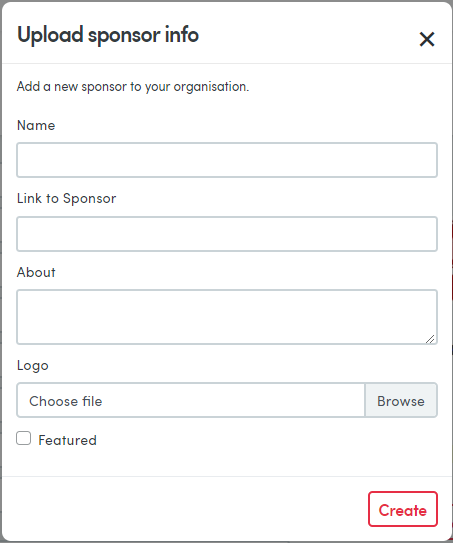 Upload sponsor info
Add a new sponsor to your organisation.
Name
Link to Sponsor
About
Logo
Choose file Browse
Featured
Create